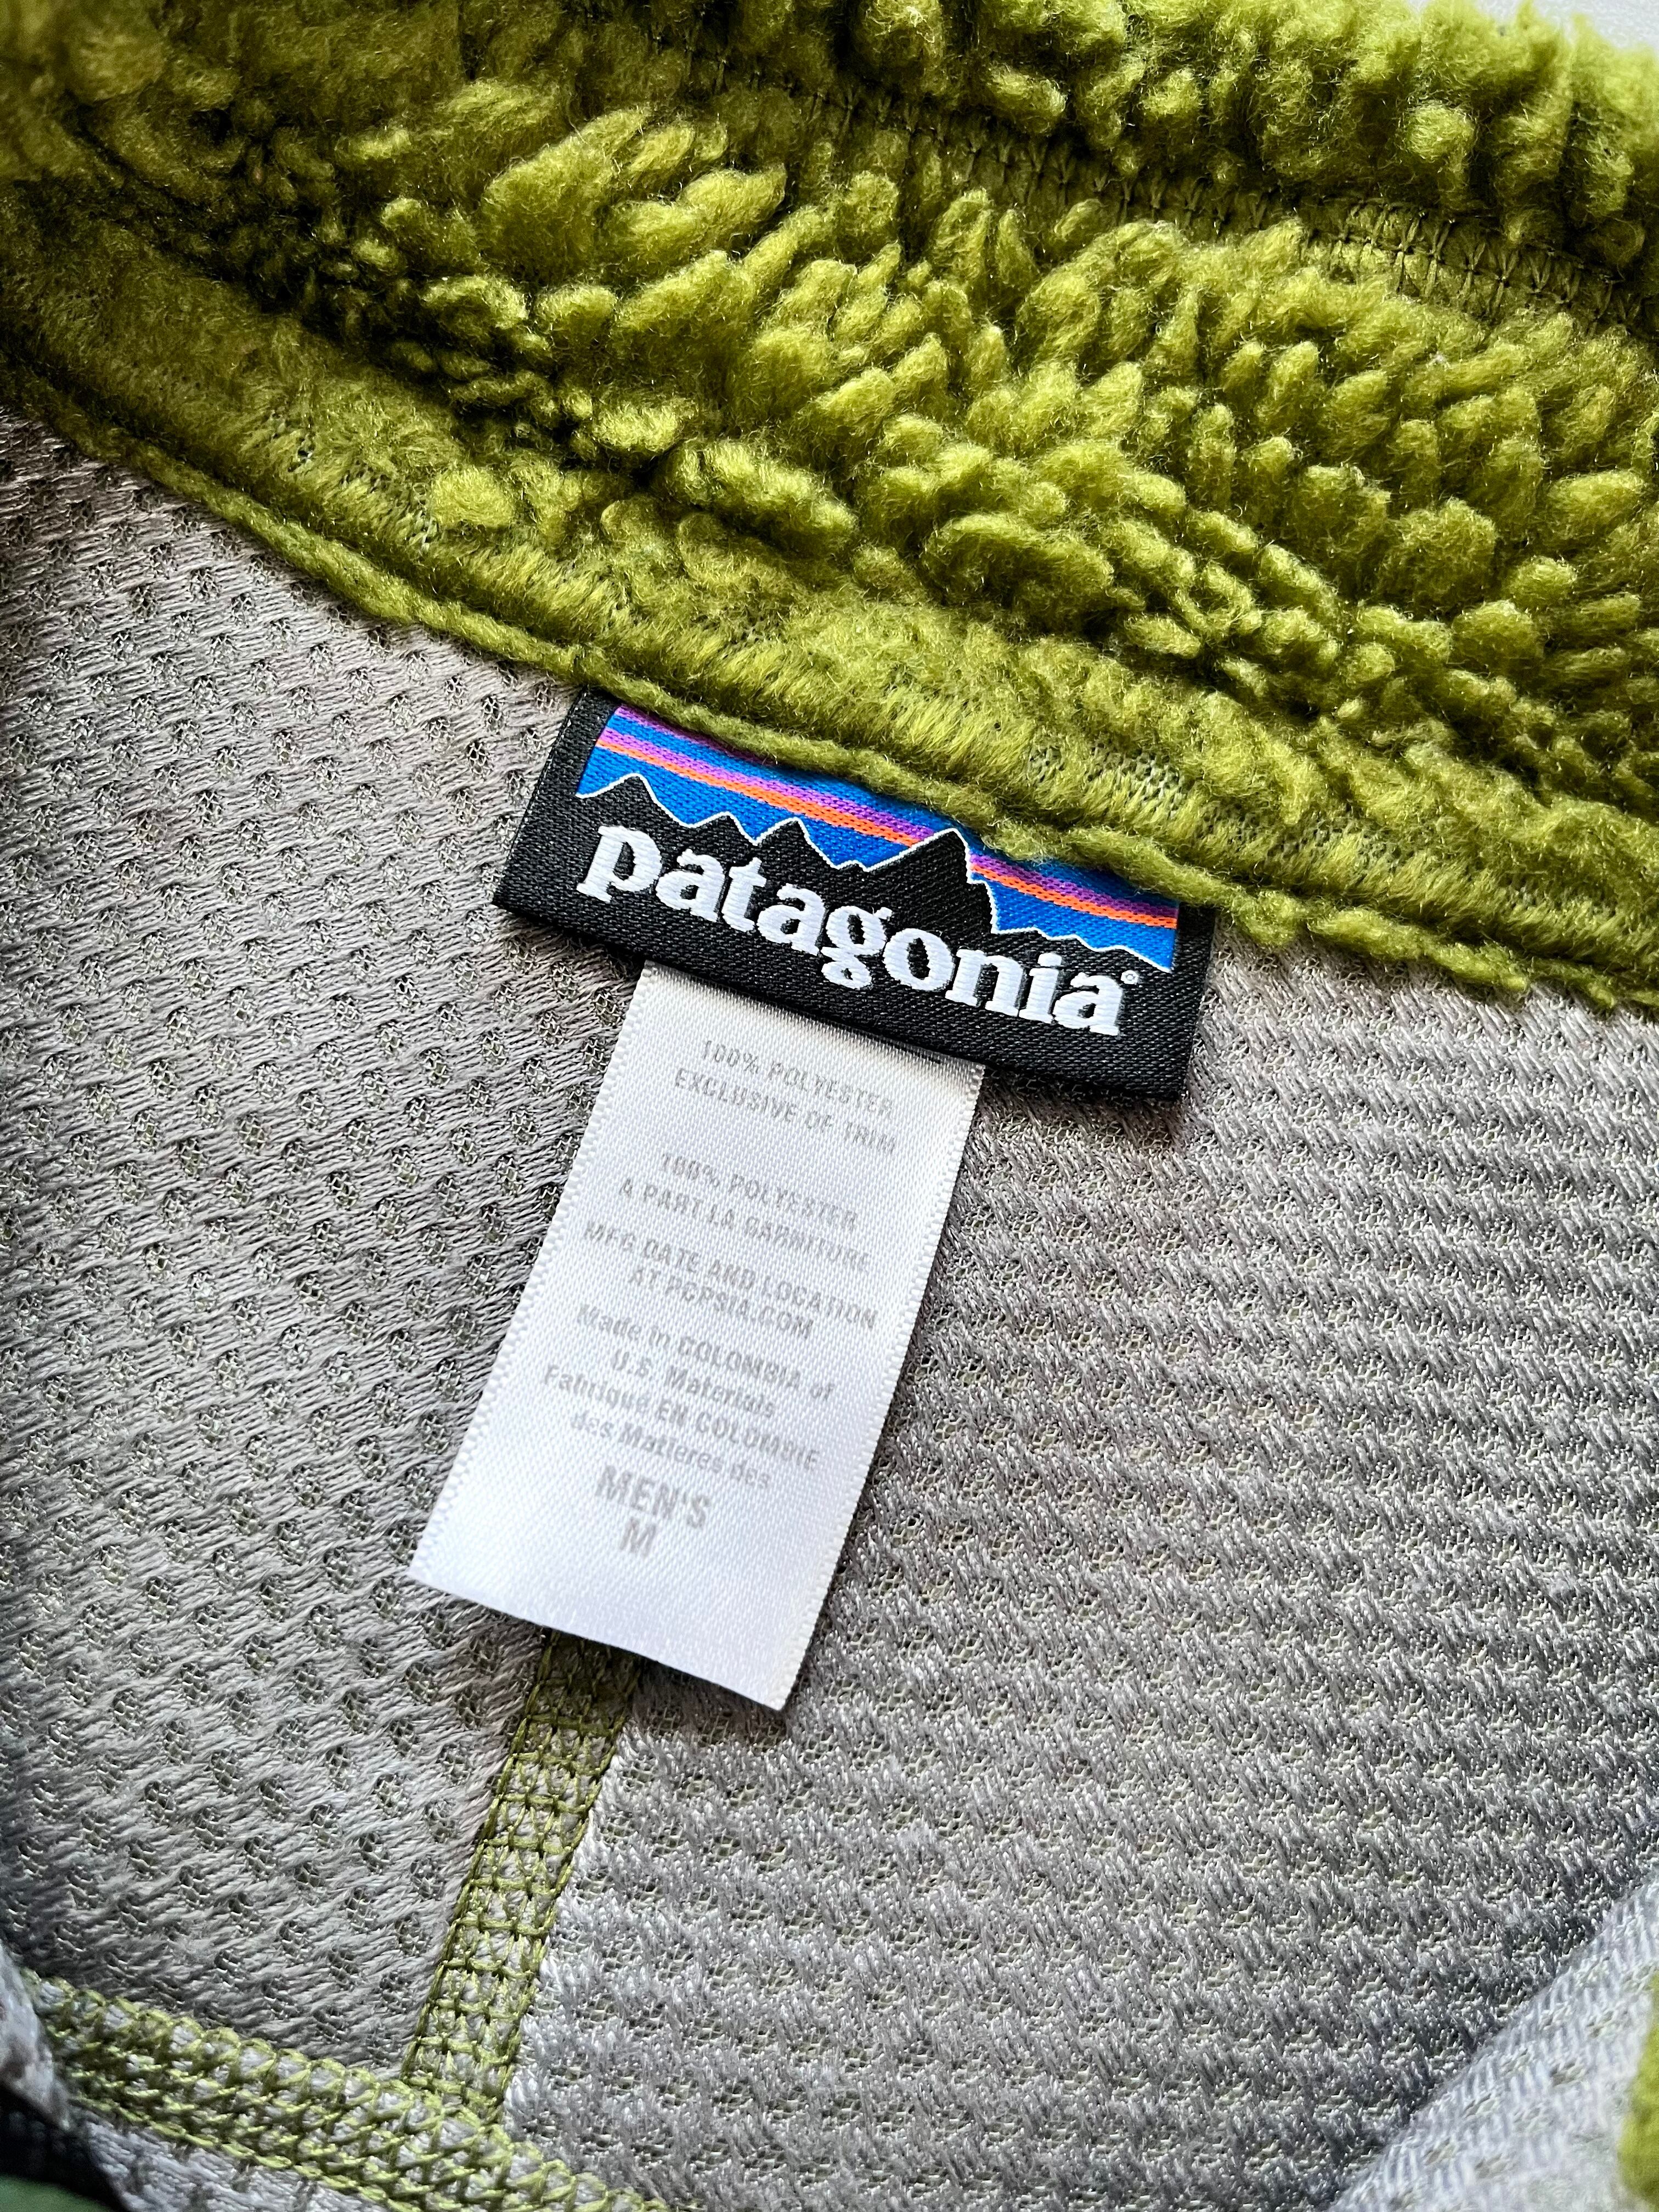 patagonia®
100% POLYESTER
EXCLUSIVE OF TRIM
100% POLYESTER
A PART LA GARNITURE
MFG DATE AND LOCATION
AT PCPSIA.COM
Made in COLOMBIA of
U.S. Materials
Fabriqué EN COLOMBIE
des Matieres des
MEN'S
M